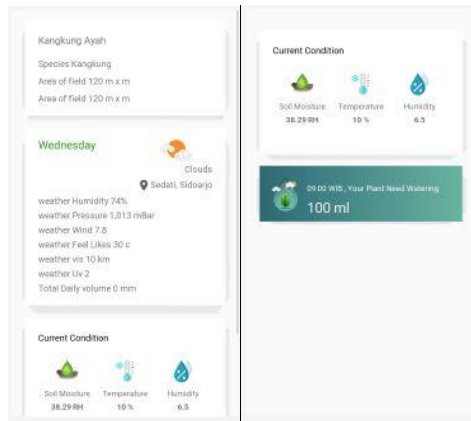 Kangkung Ayah
Species Kangkung
Area of field 120 m x m
Area of field 120 m x m
Wednesday
Clouds
Sedati, Sidoarjo
weather Humidity 74%
weather Pressure 1,013 mBar
weather Wind 7.8
weather Feel Likes 30 c
weather vis 10 km
weather Uv 2
Total Daily volume 0 mm
Current Condition
Soil Moisture Temperature Humidity
38.29 RH 10 % 6.5
Current Condition
Soil Moisture Temperature Humidity
38.29 RH 10 % 6.5
09.00 WIB , Your Plant Need Watering
100 ml